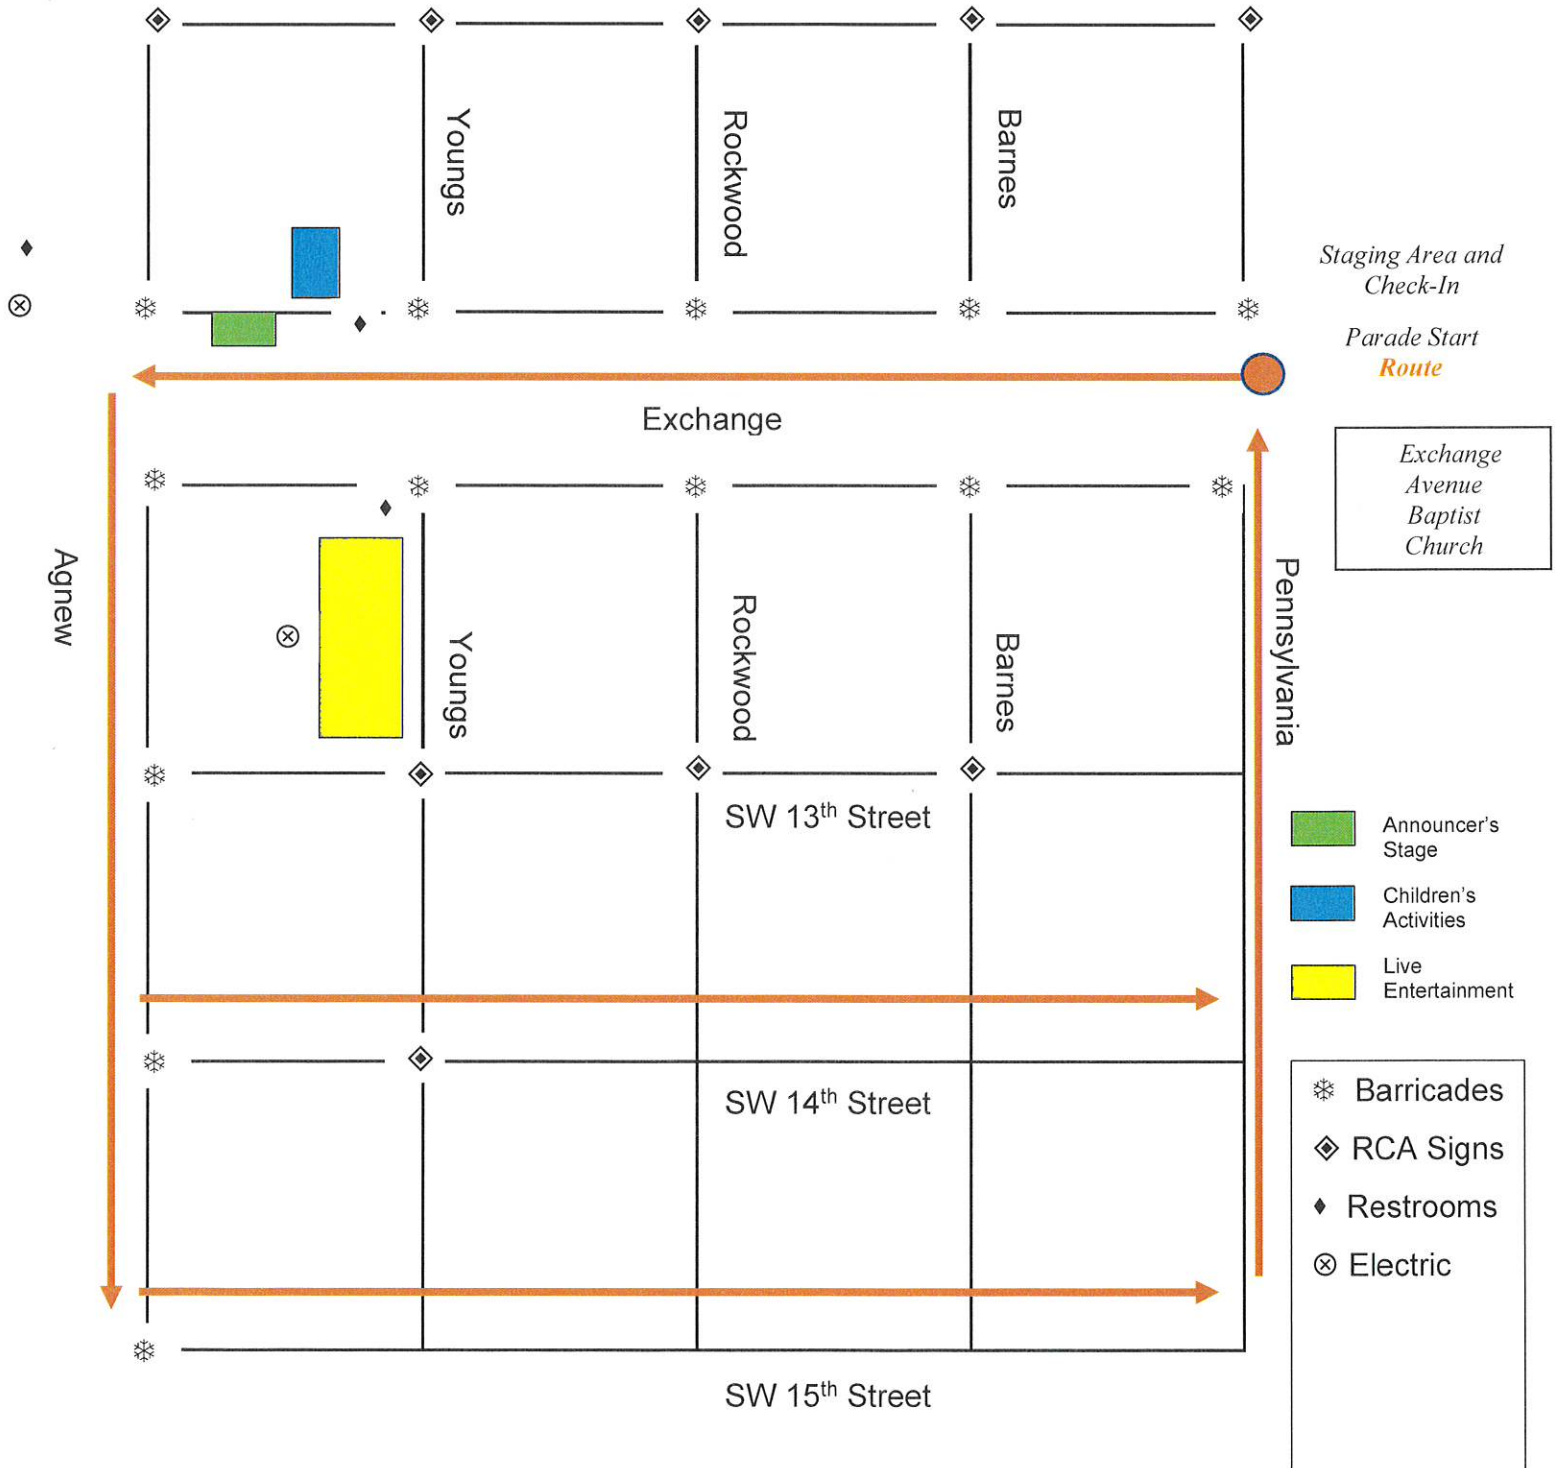 Youngs
Rockwood
Barnes
Staging Area and
Check-In
Parade Start
Route
Exchange
Exchange
Avenue
Baptist
Church
Agnew
Youngs
Rockwood
Barnes
Pennsylvania
SW 13th Street
Announcer's
Stage
Children's
Activities
Live
Entertainment
SW 14th Street
Barricades
RCA Signs
Restrooms
Electric
SW 15th Street